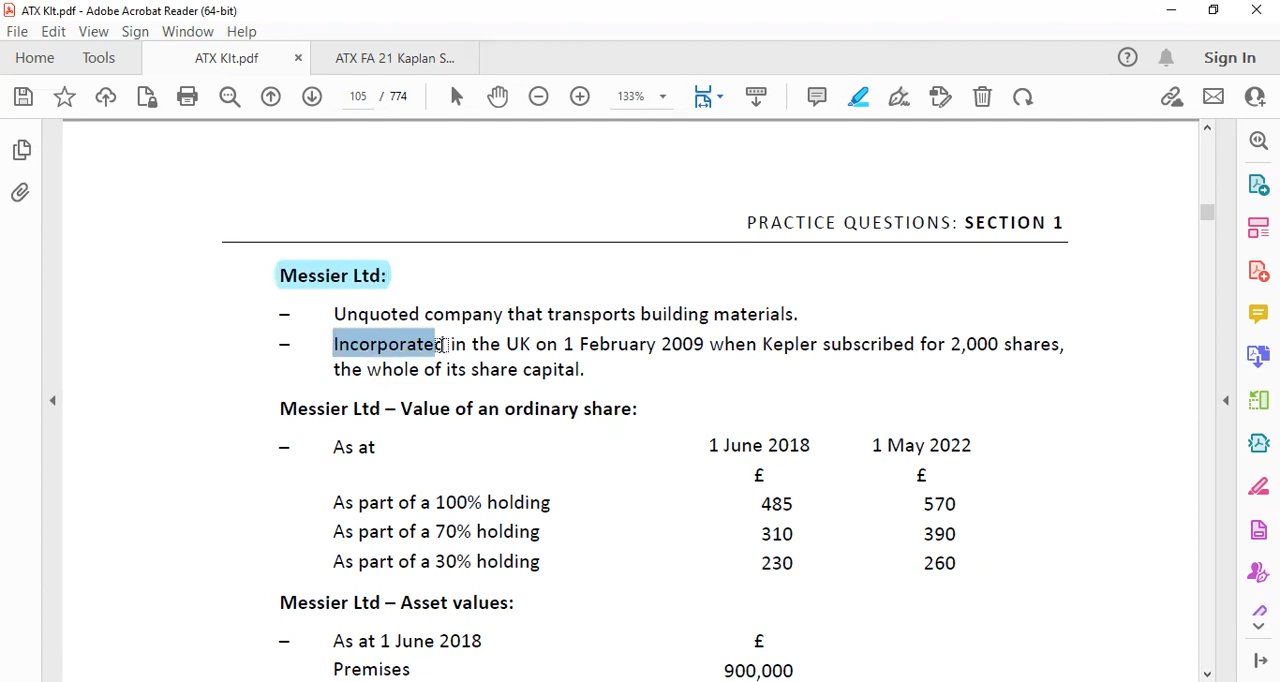 ATX KIt.pdf - Adobe Acrobat Reader (64-bit)
File Edit View Sign Window Help
Home Tools ATX KIt.pdf × ATX FA 21 Kaplan S... Sign In
105 / 774 133%
PRACTICE QUESTIONS: SECTION 1
Messier Ltd:
– Unquoted company that transports building materials.
– Incorporated in the UK on 1 February 2009 when Kepler subscribed for 2,000 shares,
the whole of its share capital.
Messier Ltd – Value of an ordinary share:
– As at 1 June 2018 1 May 2022
£ £
As part of a 100% holding 485 570
As part of a 70% holding 310 390
As part of a 30% holding 230 260
Messier Ltd – Asset values:
– As at 1 June 2018 £
Premises 900,000